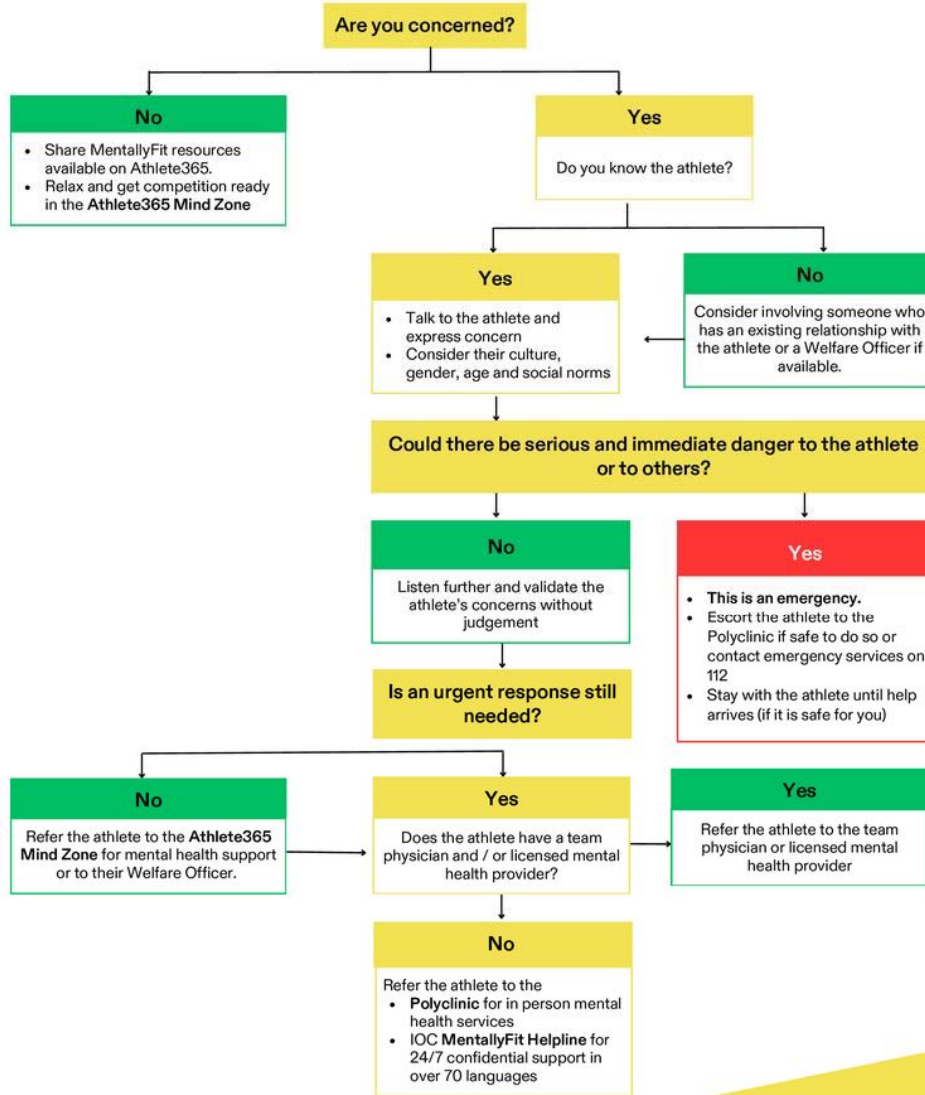 Are you concerned?
No
• Share MentallyFit resources
available on Athlete365.
• Relax and get competition ready
in the Athlete365 Mind Zone
Yes
Do you know the athlete?
Yes
• Talk to the athlete and
express concern
• Consider their culture,
gender, age and social norms
No
Consider involving someone who
has an existing relationship with
the athlete or a Welfare Officer if
available.
Could there be serious and immediate danger to the athlete
or to others?
No
Listen further and validate the
athlete's concerns without
judgement
Yes
• This is an emergency.
• Escort the athlete to the
Polyclinic if safe to do so or
contact emergency services on
112
• Stay with the athlete until help
arrives (if it is safe for you)
Is an urgent response still
needed?
No
Refer the athlete to the Athlete365
Mind Zone for mental health support
or to their Welfare Officer.
Yes
Does the athlete have a team
physician and / or licensed mental
health provider?
Yes
Refer the athlete to the team
physician or licensed mental
health provider
No
Refer the athlete to the
• Polyclinic for in person mental
health services
• IOC MentallyFit Helpline for
24/7 confidential support in
over 70 languages